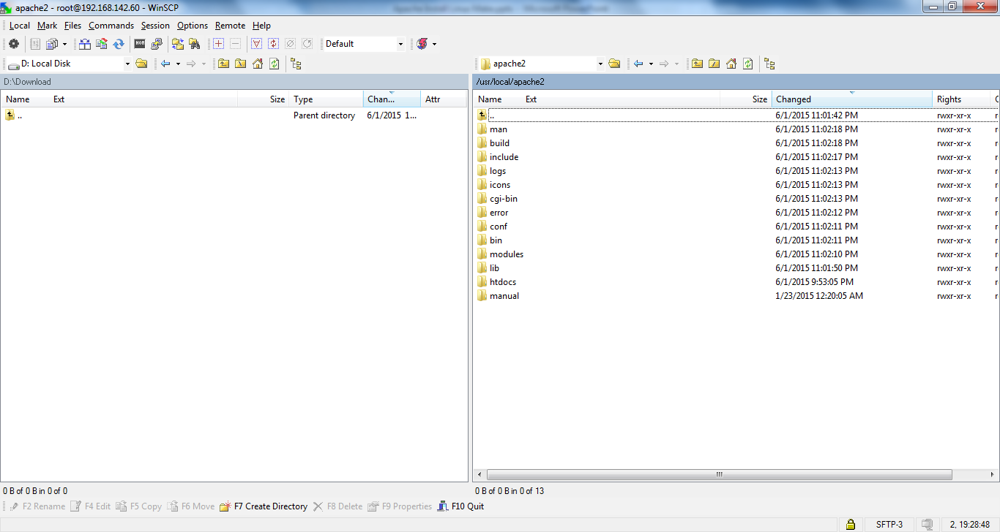 apache2 - root@192.168.142.60 - WinSCP
Local Mark Files Commands Session Options Remote Help
Default
D: Local Disk
apache2
D:\Download
/usr/local/apache2
Name Ext Size Type Chan... Attr
Name Ext Size Changed Rights
.. Parent directory 6/1/2015 1...
.. 6/1/2015 11:01:42 PM rwxr-xr-x r
man 6/1/2015 11:02:18 PM rwxr-xr-x r
build 6/1/2015 11:02:18 PM rwxr-xr-x r
include 6/1/2015 11:02:17 PM rwxr-xr-x r
logs 6/1/2015 11:02:13 PM rwxr-xr-x r
icons 6/1/2015 11:02:13 PM rwxr-xr-x r
cgi-bin 6/1/2015 11:02:13 PM rwxr-xr-x r
error 6/1/2015 11:02:12 PM rwxr-xr-x r
conf 6/1/2015 11:02:11 PM rwxr-xr-x r
bin 6/1/2015 11:02:11 PM rwxr-xr-x r
modules 6/1/2015 11:02:10 PM rwxr-xr-x r
lib 6/1/2015 11:01:50 PM rwxr-xr-x r
htdocs 6/1/2015 9:53:05 PM rwxr-xr-x r
manual 1/23/2015 12:20:05 AM rwxr-xr-x r
0 B of 0 B in 0 of 0
0 B of 0 B in 0 of 13
F2 Rename F4 Edit F5 Copy F6 Move F7 Create Directory F8 Delete F9 Properties F10 Quit
SFTP-3 2, 19:28:48